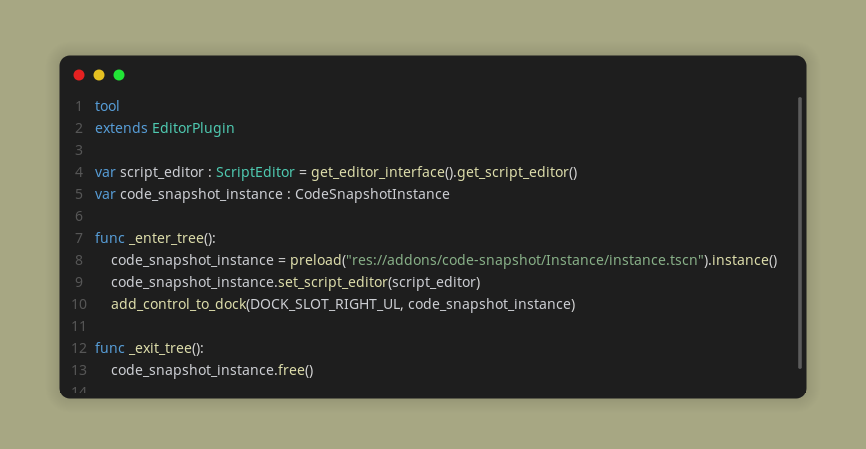 1 tool
2 extends EditorPlugin
3
4 var script_editor : ScriptEditor = get_editor_interface().get_script_editor()
5 var code_snapshot_instance : CodeSnapshotInstance
6
7 func _enter_tree():
8 code_snapshot_instance = preload("res://addons/code-snapshot/Instance/instance.tscn").instance()
9 code_snapshot_instance.set_script_editor(script_editor)
10 add_control_to_dock(DOCK_SLOT_RIGHT_UL, code_snapshot_instance)
11
12 func _exit_tree():
13 code_snapshot_instance.free()
14